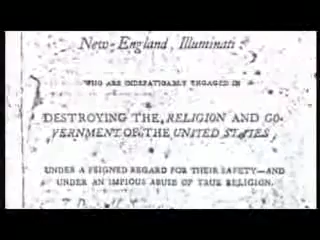 New-England, Illuminati:
WHO ARE INDEFATIGABLY ENGAGED IN
DESTROYING THE RELIGION AND GO-
VERNMENT OF THE UNITED STATES,
UNDER A FEIGNED REGARD FOR THEIR SAFETY—AND
UNDER AN IMPIOUS ABUSE OF TRUE RELIGION.